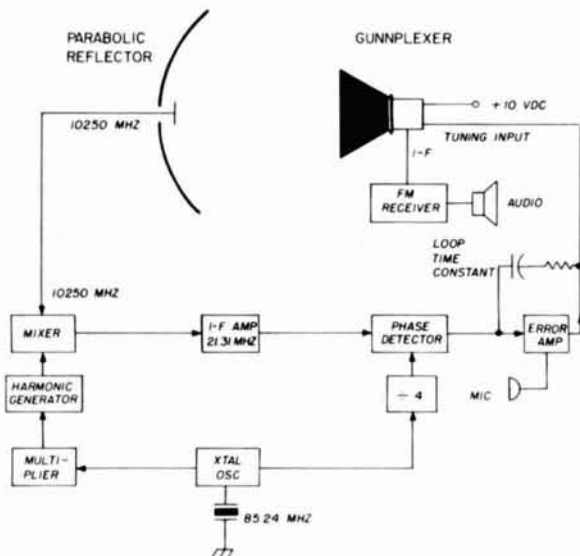 PARABOLIC
REFLECTOR
GUNNPLEXER
10250 MHZ
+10 VDC
TUNING INPUT
I-F
FM
RECEIVER
AUDIO
LOOP
TIME
CONSTANT
10250 MHZ
MIXER
I-F AMP
21.31 MHZ
PHASE
DETECTOR
ERROR
AMP
HARMONIC
GENERATOR
÷ 4
MIC
MULTI-
PLIER
XTAL
OSC
85.24 MHZ